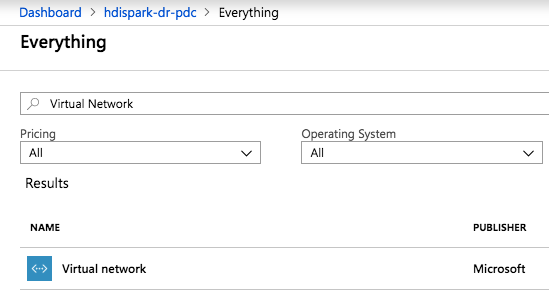 Dashboard > hdispark-dr-pdc > Everything
Everything
Virtual Network
Pricing Operating System
All All
Results
NAME PUBLISHER
Virtual network Microsoft